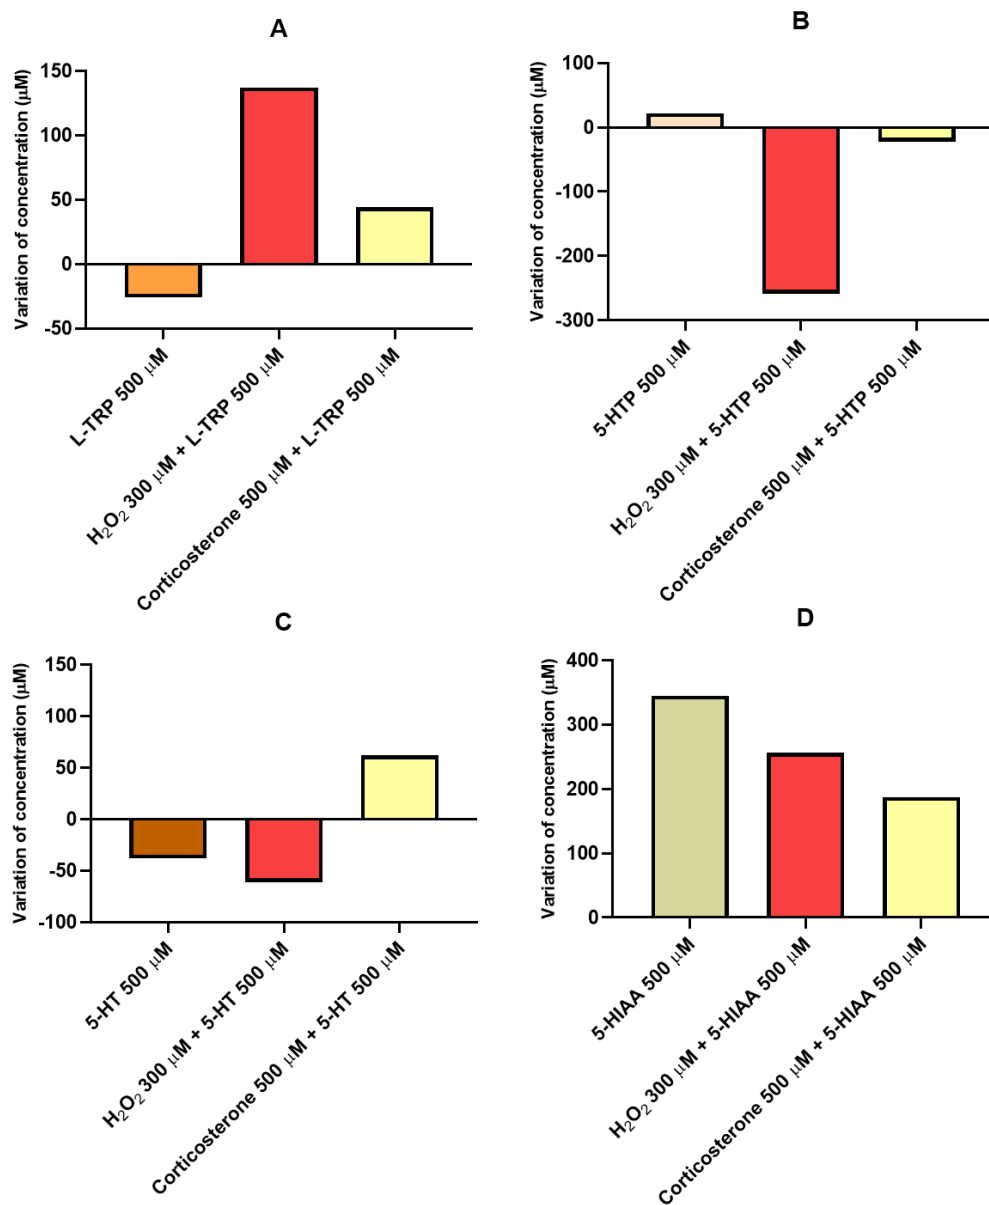 A
Variation of concentration (µM)
150
100
50
0
-50
L-TRP 500 µM
H₂O₂ 300 µM + L-TRP 500 µM
Corticosterone 500 µM + L-TRP 500 µM
B
Variation of concentration (µM)
100
0
-100
-200
-300
5-HTP 500 µM
H₂O₂ 300 µM + 5-HTP 500 µM
Corticosterone 500 µM + 5-HTP 500 µM
C
Variation of concentration (µM)
150
100
50
0
-50
-100
5-HT 500 µM
H₂O₂ 300 µM + 5-HT 500 µM
Corticosterone 500 µM + 5-HT 500 µM
D
Variation of concentration (µM)
400
300
200
100
0
5-HIAA 500 µM
H₂O₂ 300 µM + 5-HIAA 500 µM
Corticosterone 500 µM + 5-HIAA 500 µM